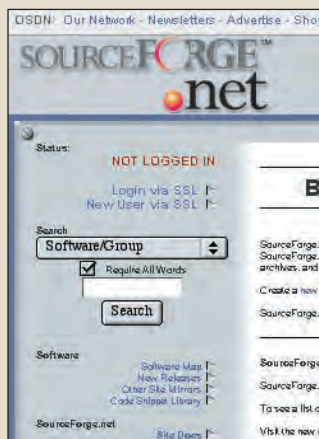 OSDN: Our Network - Newsletters - Advertise - Sho
SOURCEFORGE™
.net
Status:
NOT LOGGED IN
Login via SSL
New User via SSL
Search
Software/Group
Require All Words
Search
Software
Software Map
New Releases
Other Site Mirrors
Code Snippet Library
SourceForge.net
Site Docs
B
SourceForge.
SourceForge.
archives, and
Create a new
SourceForge.
SourceForge
SourceForge.
To see a list o
Visit the new